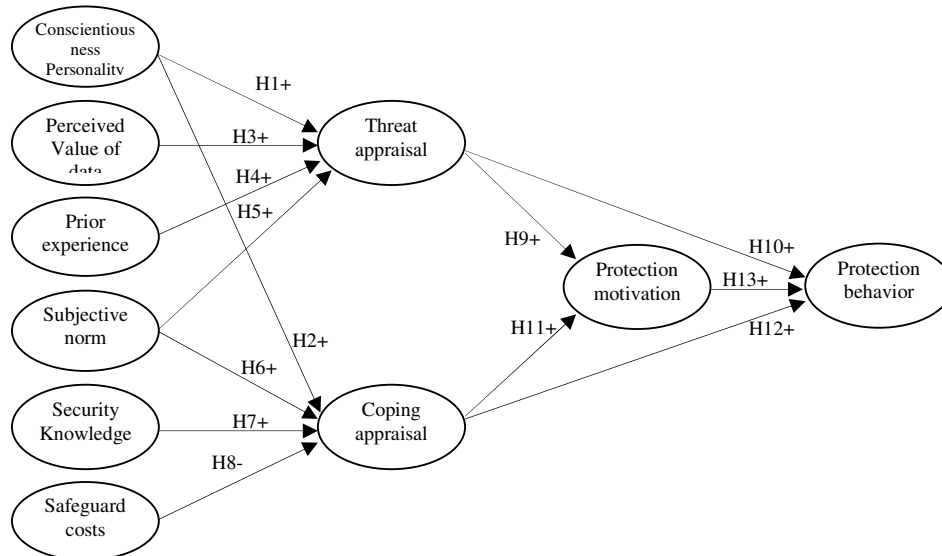 Conscientious
ness
Personality
H1+
Perceived
Value of
data
H3+
Threat
appraisal
H4+
H5+
Prior
experience
H9+
H10+
Protection
motivation
H13+
Protection
behavior
Subjective
norm
H2+
H6+
H11+
H12+
Security
Knowledge
H7+
Coping
appraisal
H8-
Safeguard
costs